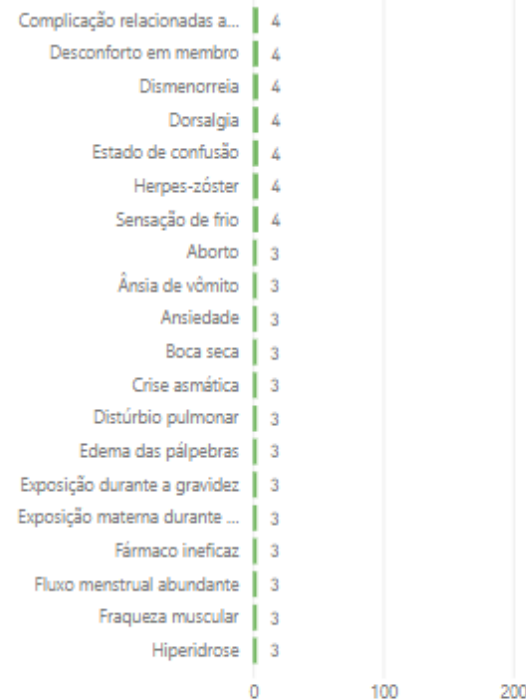 Complicação relacionadas a... 4
Desconforto em membro 4
Dismenorreia 4
Dorsalgia 4
Estado de confusão 4
Herpes-zóster 4
Sensação de frio 4
Aborto 3
Ânsia de vômito 3
Ansiedade 3
Boca seca 3
Crise asmática 3
Distúrbio pulmonar 3
Edema das pálpebras 3
Exposição durante a gravidez 3
Exposição materna durante ... 3
Fármaco ineficaz 3
Fluxo menstrual abundante 3
Fraqueza muscular 3
Hiperidrose 3
0 100 200